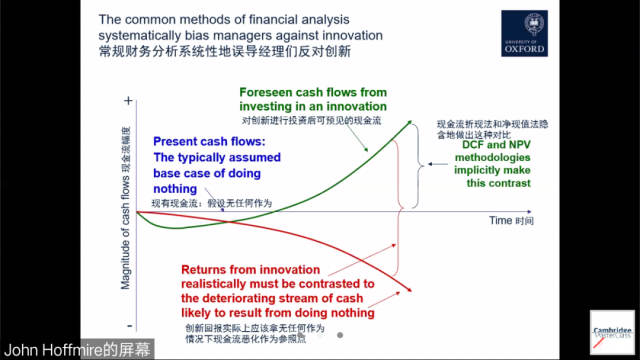 The common methods of financial analysis
systematically bias managers against innovation
常规财务分析系统性地误导经理们反对创新
UNIVERSITY OF
OXFORD
+
Foreseen cash flows from
investing in an innovation
对创新进行投资后可预见的现金流
现金流折现法和净现值法隐
含地做出这种对比
DCF and NPV
methodologies
implicitly make
this contrast
Present cash flows:
The typically assumed
base case of doing
nothing
现有现金流：假设无任何作为
Magnitude of cash flows 现金流幅度
Time 时间
Returns from innovation
realistically must be contrasted to
the deteriorating stream of cash
likely to result from doing nothing
创新回报实际上应该拿无任何作为
情况下现金流恶化作为参照点
-
John Hoffmire的屏幕
Cambridge